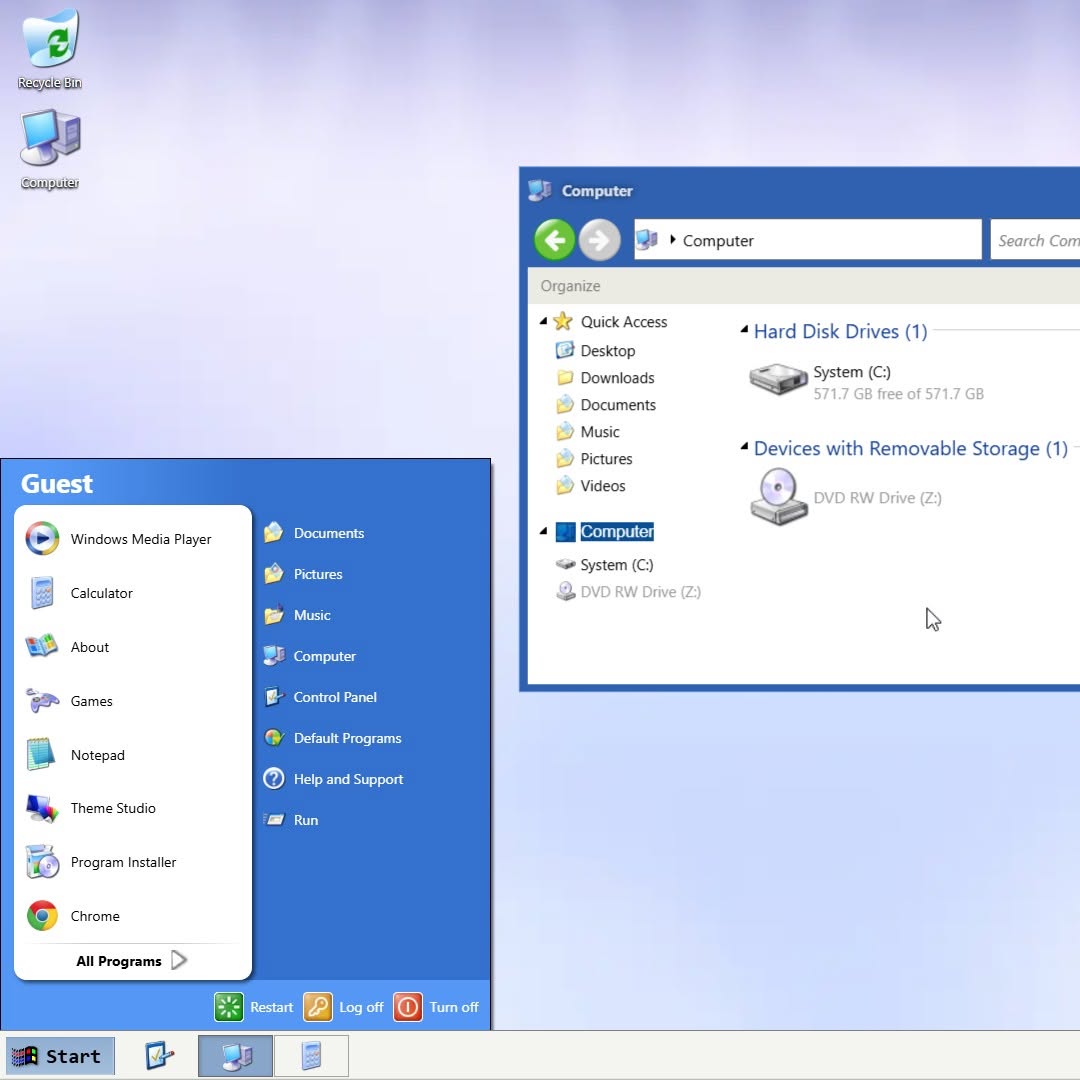 Recycle Bin
Computer
Computer
Computer
Search Com
Organize
Quick Access
Desktop
Downloads
Documents
Music
Pictures
Videos
Computer
System (C:)
DVD RW Drive (Z:)
Hard Disk Drives (1)
System (C:)
571.7 GB free of 571.7 GB
Devices with Removable Storage (1)
DVD RW Drive (Z:)
Guest
Windows Media Player
Calculator
About
Games
Notepad
Theme Studio
Program Installer
Chrome
All Programs
Documents
Pictures
Music
Computer
Control Panel
Default Programs
Help and Support
Run
Restart
Log off
Turn off
Start